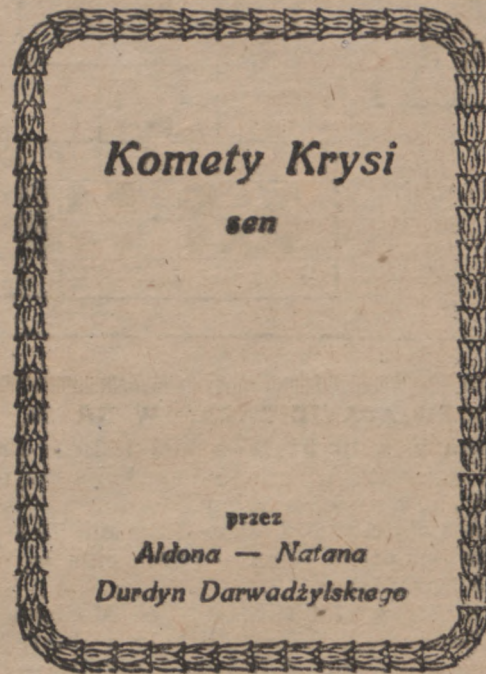 Komety Krysi
sen
przez
Aldona — Natana
Durdyn Darwadżylskiego